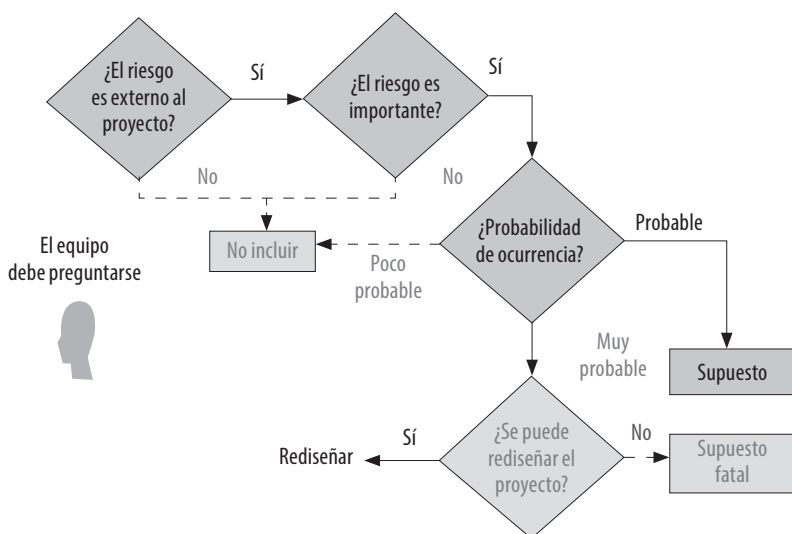 ¿El riesgo
es externo al
proyecto?
Sí
¿El riesgo es
importante?
Sí
No
No
No incluir
El equipo
debe preguntarse
Poco
probable
¿Probabilidad
de ocurrencia?
Probable
Muy
probable
Supuesto
Rediseñar
Sí
¿Se puede
rediseñar el
proyecto?
No
Supuesto
fatal